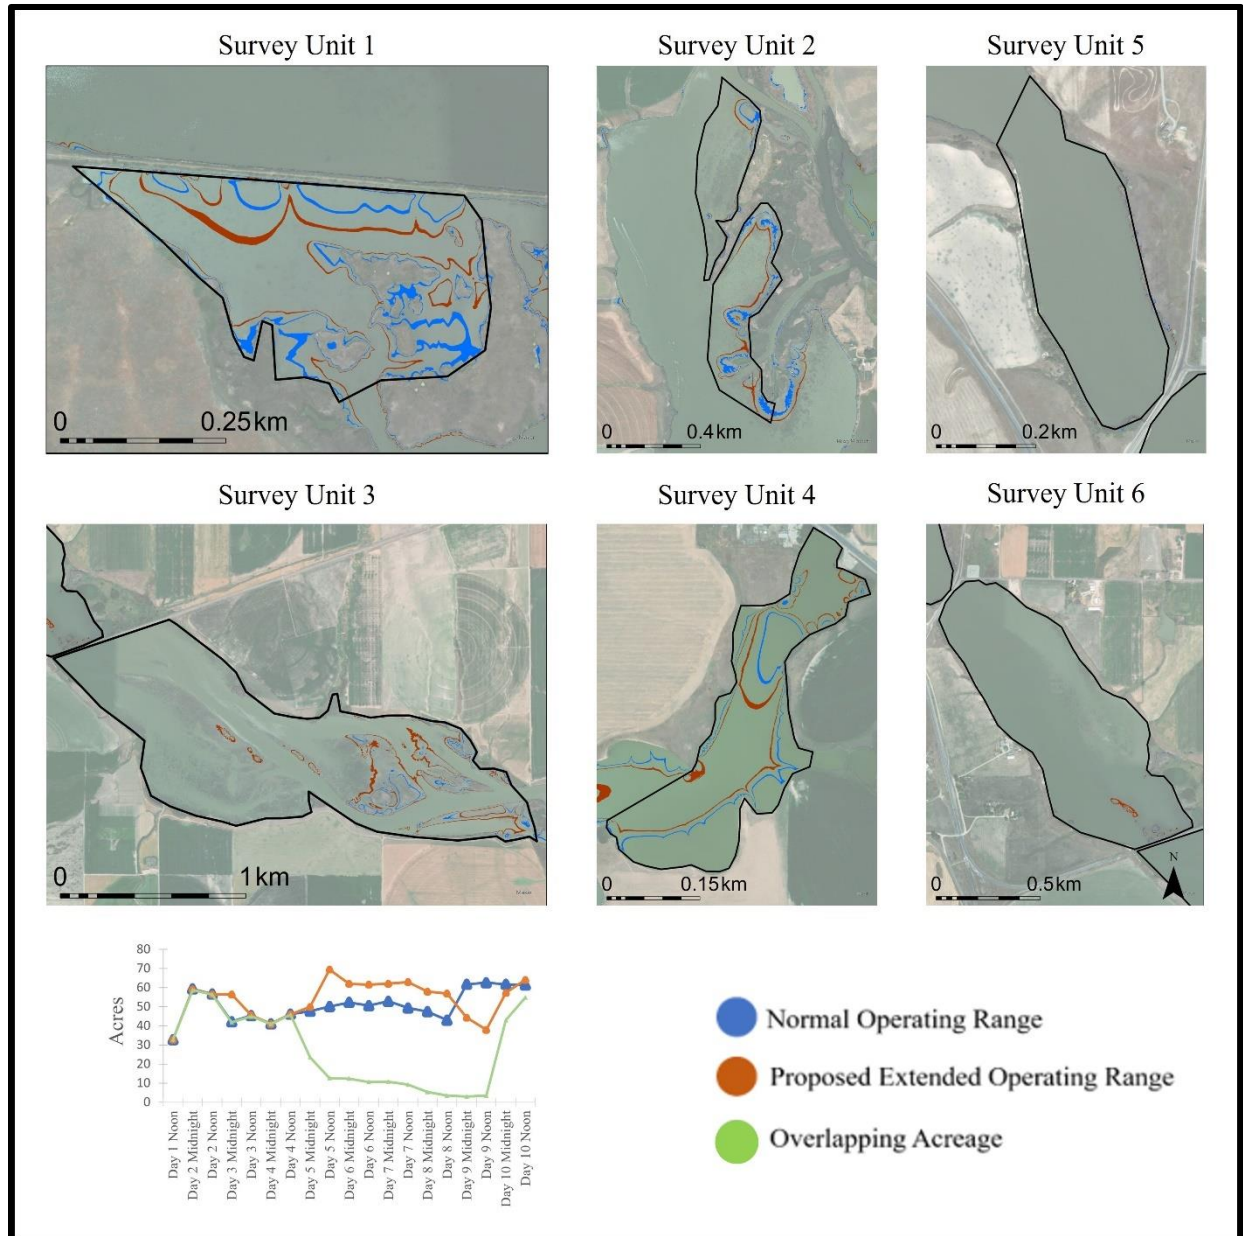 Survey Unit 1
Survey Unit 2
Survey Unit 5
0 0.25km
0 0.4km
0 0.2km
Survey Unit 3
Survey Unit 4
Survey Unit 6
0 1km
0 0.15km
0 0.5km
N
80
70
60
50
40
30
20
10
0
Acres
Day 1 Noon
Day 2 Midnight
Day 2 Noon
Day 3 Midnight
Day 3 Noon
Day 4 Midnight
Day 4 Noon
Day 5 Midnight
Day 5 Noon
Day 6 Midnight
Day 6 Noon
Day 7 Midnight
Day 7 Noon
Day 8 Midnight
Day 8 Noon
Day 9 Midnight
Day 9 Noon
Day 10 Midnight
Day 10 Noon
Normal Operating Range
Proposed Extended Operating Range
Overlapping Acreage